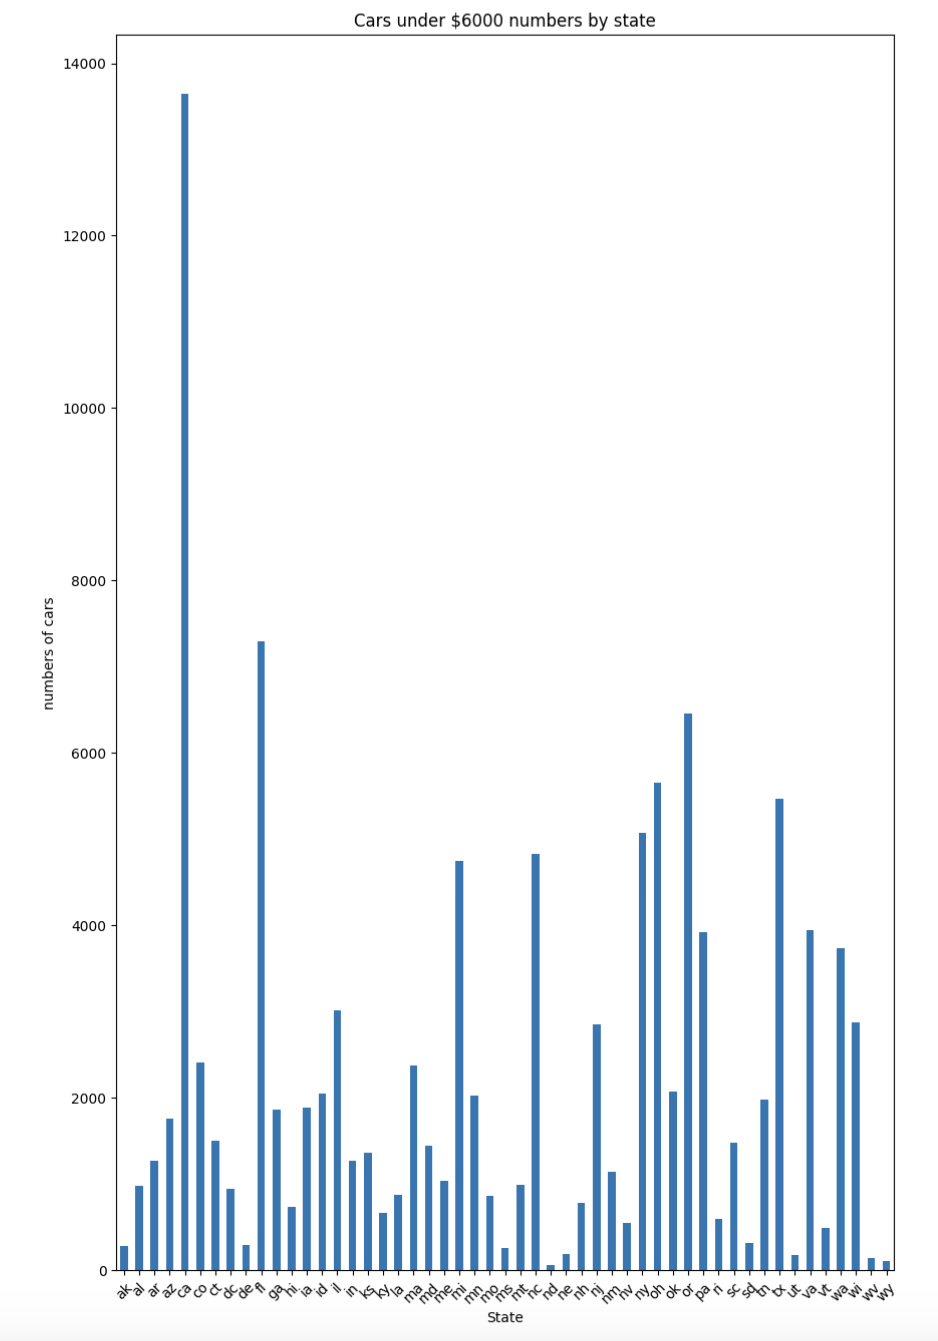 Cars under $6000 numbers by state
14000
12000
10000
8000
6000
4000
2000
0
numbers of cars
ak al ar az ca co ct dc de fl ga hi ia id il in ks ky la ma md me mi mn mo ms mt nc nd ne nh nj nm nv ny oh ok or pa ri sc sd tn tx ut va vt wa wi wv wy
State